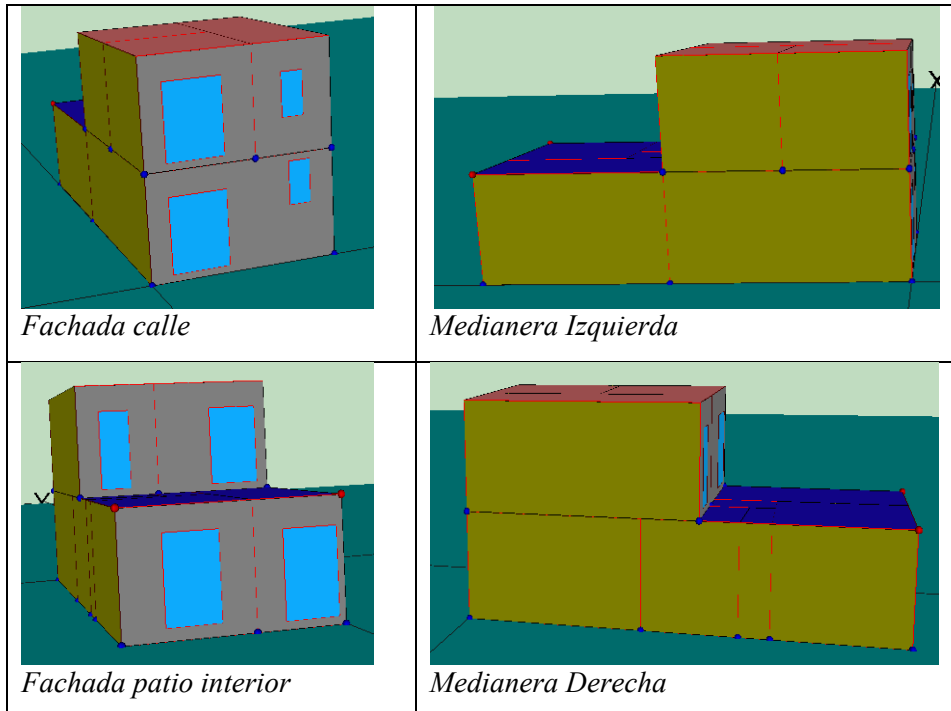 Fachada calle
Medianera Izquierda
X
Y
Fachada patio interior
Medianera Derecha